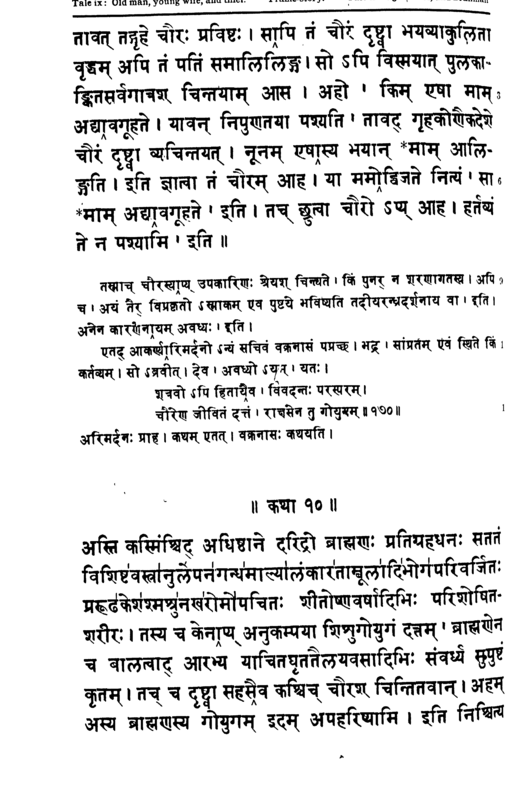 Tale ix: Old man, young wife, and thief.
तावत् तद्गृहे चौरः प्रविष्टः। सापि तं चौरं दृष्ट्वा भयव्याकुलिता
वृद्धम् अपि तं पतिं समालिलिङ्ग। सो ऽपि विस्मयात् पुलका-
ङ्कितसर्वगात्रश् चिन्तयाम् आस। अहो ' किम् एषा माम्
अद्यावगूहते। यावन् निपुणतया पश्यति ' तावद् गृहकोणैकदेशे
चौरं दृष्ट्वा व्यचिन्तयत्। नूनम् एषास्य भयान् *माम् आलि-
ङ्गति। इति ज्ञात्वा तं चौरम् आह। या ममोद्विजते नित्यं ' सा
*माम् अद्यावगूहते ' इति। तच् छ्रुत्वा चौरो ऽप्य् आह। हर्तव्यं
ते न पश्यामि ' इति॥
तस्माच् चौरस्याप्य् उपकारिणः श्रेयश् चिन्त्यते। किं पुनर् न शरणागतस्य। अपि
च। अयं तैर् विप्रकृतो ऽस्माकम् एव पुष्टये भविष्यति तदीयरन्ध्रदर्शनाय वा। इति।
अनेन कारणेनायम् अवध्यः। इति।
एतद् आकर्ण्यारिमर्दनो ऽन्यं सचिवं वक्रनासं पप्रच्छ। भद्र। सांप्रतम् एवं स्थिते किं
कर्तव्यम्। सो ऽब्रवीत्। देव। अवध्यो ऽयम्। यतः।
शत्रवो ऽपि हितायैव। विवदन्तः परस्परम्।
चौरेण जीवितं दत्तं। राक्षसेन तु गोयुगम्॥१७०॥
अरिमर्दनः प्राह। कथम् एतत्। वक्रनासः कथयति।
॥ कथा १० ॥
अस्ति कस्मिंश्चिद् अधिष्ठाने दरिद्रो ब्राह्मणः प्रतिग्रहधनः सततं
विशिष्टवस्त्रानुलेपनगन्धमाल्यालंकारताम्बूलादिभोगपरिवर्जितः
प्ररूढकेशश्मश्रुनखरोमोपचितः शीतोष्णवर्षादिभिः परिशोषित-
शरीरः। तस्य च केनाप्य् अनुकम्पया शिशुगोयुगं दत्तम् ' ब्राह्मणेन
च बालत्वाद् आरभ्य याचितघृततैलयवसादिभिः संवर्ध्य सुपुष्टं
कृतम्। तच् च दृष्ट्वा सहसैव कश्चिच् चौरश् चिन्तितवान्। अहम्
अस्य ब्राह्मणस्य गोयुगम् इदम् अपहरिष्यामि। इति निश्चित्य